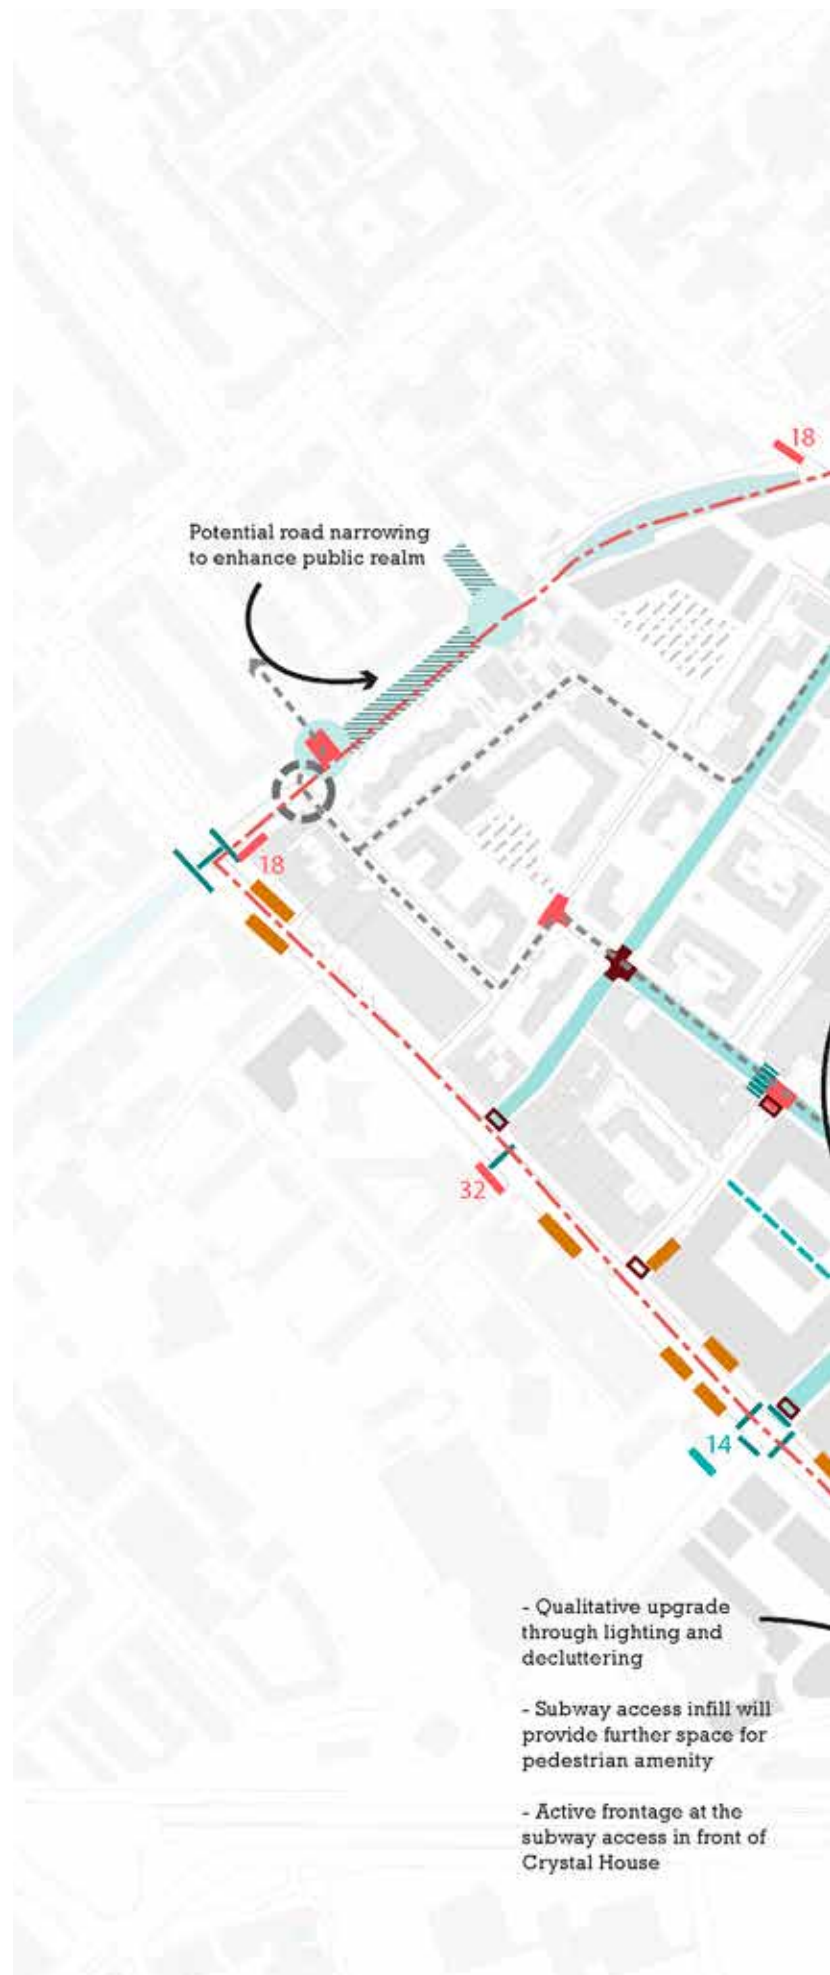 18
Potential road narrowing
to enhance public realm
18
32
14
- Qualitative upgrade
through lighting and
decluttering
- Subway access infill will
provide further space for
pedestrian amenity
- Active frontage at the
subway access in front of
Crystal House